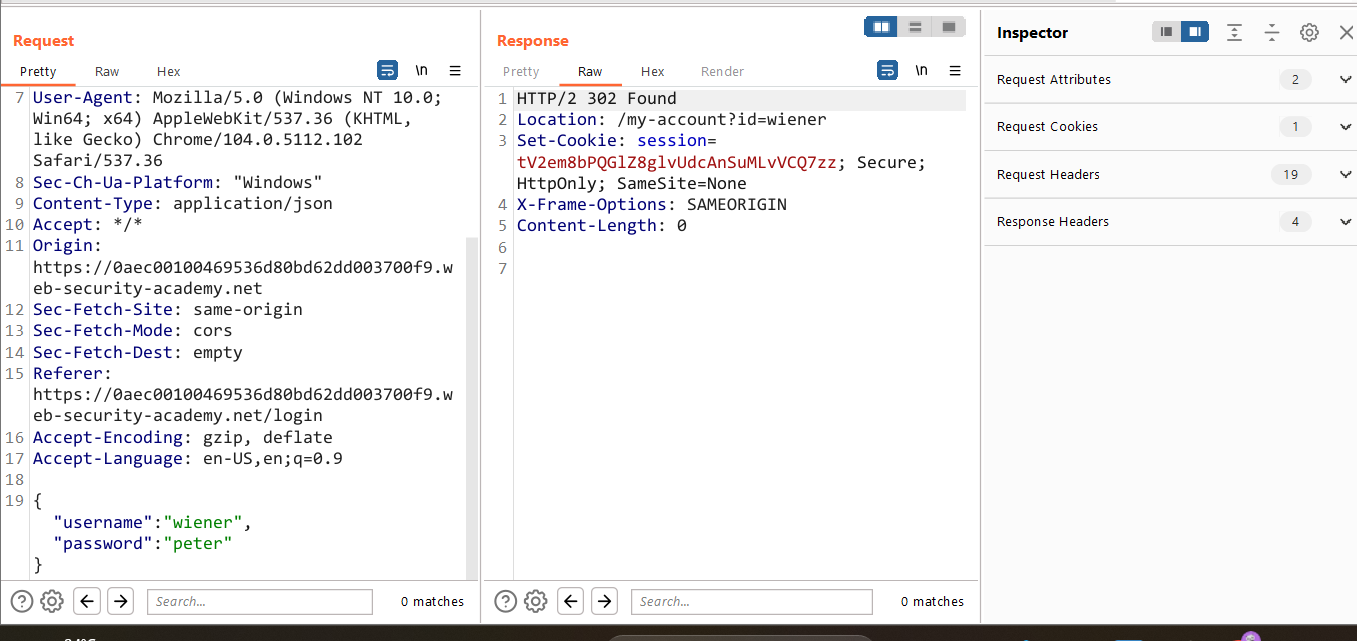 Request
Pretty Raw Hex \n
7 User-Agent: Mozilla/5.0 (Windows NT 10.0;
Win64; x64) AppleWebKit/537.36 (KHTML,
like Gecko) Chrome/104.0.5112.102
Safari/537.36
8 Sec-Ch-Ua-Platform: "Windows"
9 Content-Type: application/json
10 Accept: */*
11 Origin:
https://0aec00100469536d80bd62dd003700f9.w
eb-security-academy.net
12 Sec-Fetch-Site: same-origin
13 Sec-Fetch-Mode: cors
14 Sec-Fetch-Dest: empty
15 Referer:
https://0aec00100469536d80bd62dd003700f9.w
eb-security-academy.net/login
16 Accept-Encoding: gzip, deflate
17 Accept-Language: en-US,en;q=0.9
18
19 {
"username":"wiener",
"password":"peter"
}
Search... 0 matches
Response
Pretty Raw Hex Render \n
1 HTTP/2 302 Found
2 Location: /my-account?id=wiener
3 Set-Cookie: session=
tV2em8bPQGlZ8glvUdcAnSuMLvVCQ7zz; Secure;
HttpOnly; SameSite=None
4 X-Frame-Options: SAMEORIGIN
5 Content-Length: 0
6
7
Search... 0 matches
Inspector
Request Attributes 2
Request Cookies 1
Request Headers 19
Response Headers 4